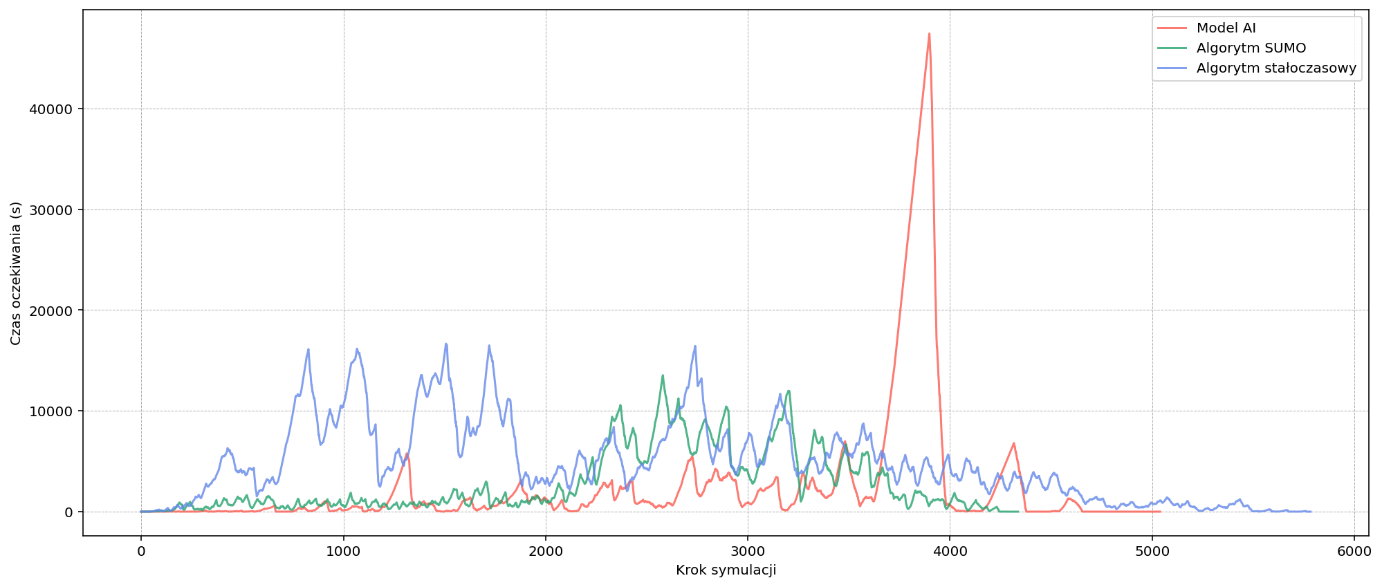 Model AI
Algorytm SUMO
Algorytm stałoczasowy
Czas oczekiwania (s)
40000
30000
20000
10000
0
0 1000 2000 3000 4000 5000 6000
Krok symulacji